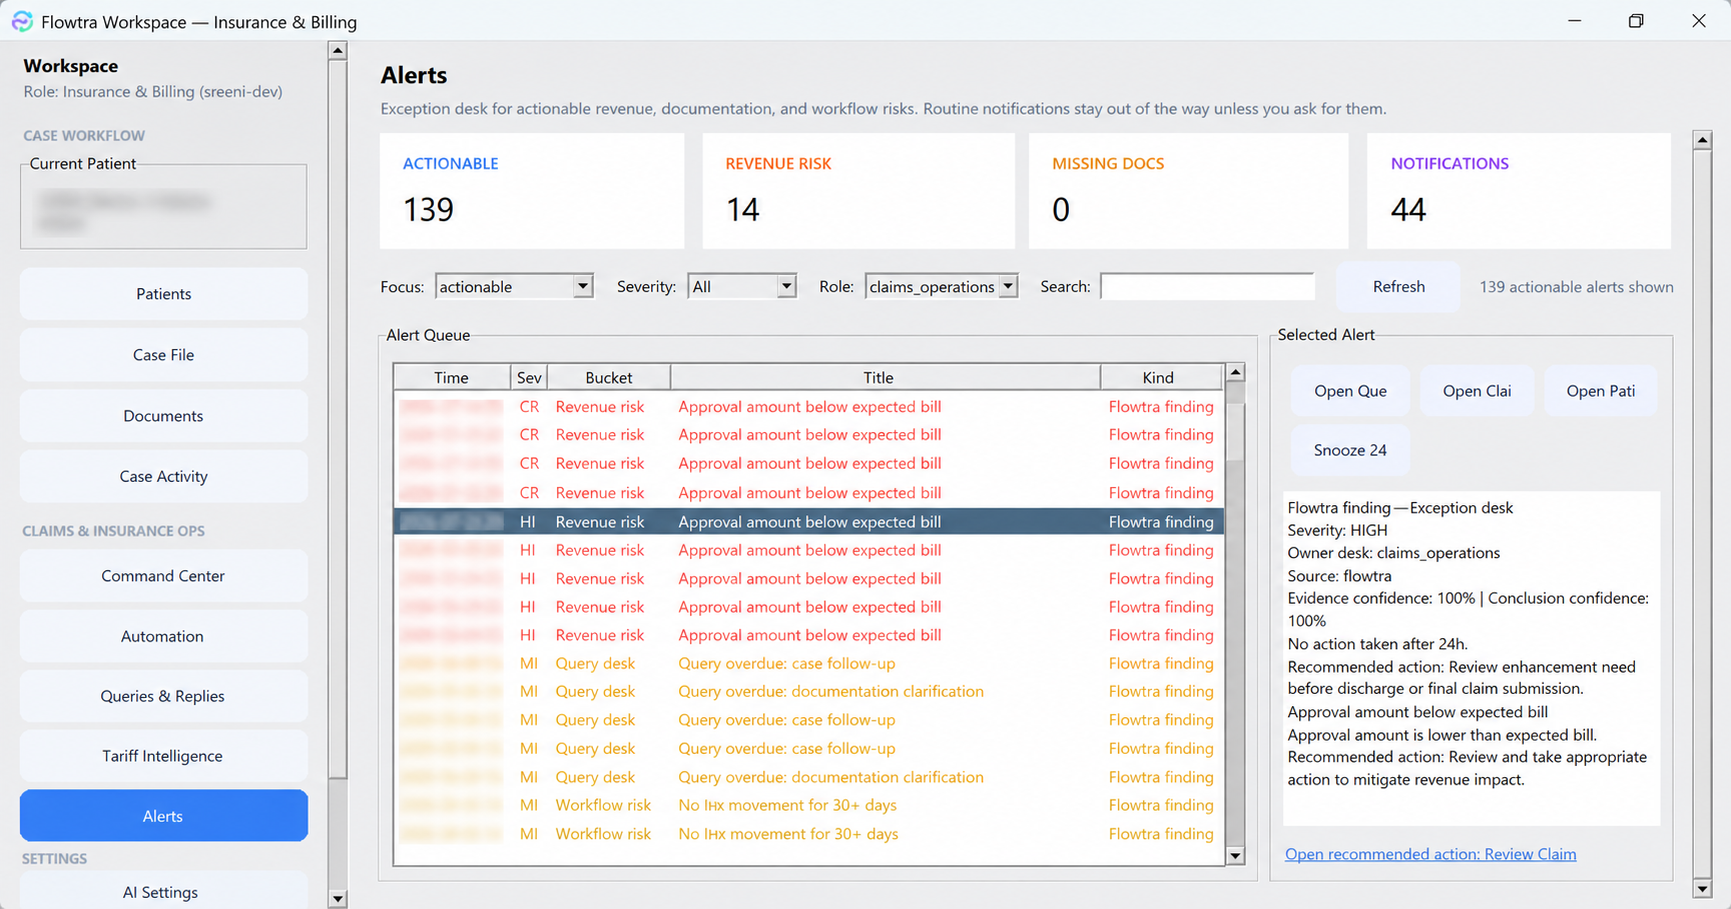 Flowtra Workspace — Insurance & Billing
Workspace
Role: Insurance & Billing (sreeni-dev)
CASE WORKFLOW
Current Patient
Patients
Case File
Documents
Case Activity
CLAIMS & INSURANCE OPS
Command Center
Automation
Queries & Replies
Tariff Intelligence
Alerts
SETTINGS
AI Settings
Alerts
Exception desk for actionable revenue, documentation, and workflow risks. Routine notifications stay out of the way unless you ask for them.
ACTIONABLE
139
REVENUE RISK
14
MISSING DOCS
0
NOTIFICATIONS
44
Focus: actionable Severity: All Role: claims_operations Search: Refresh 139 actionable alerts shown
Alert Queue
Time Sev Bucket Title Kind
CR Revenue risk Approval amount below expected bill Flowtra finding
CR Revenue risk Approval amount below expected bill Flowtra finding
CR Revenue risk Approval amount below expected bill Flowtra finding
CR Revenue risk Approval amount below expected bill Flowtra finding
HI Revenue risk Approval amount below expected bill Flowtra finding
HI Revenue risk Approval amount below expected bill Flowtra finding
HI Revenue risk Approval amount below expected bill Flowtra finding
HI Revenue risk Approval amount below expected bill Flowtra finding
HI Revenue risk Approval amount below expected bill Flowtra finding
MI Query desk Query overdue: case follow-up Flowtra finding
MI Query desk Query overdue: documentation clarification Flowtra finding
MI Query desk Query overdue: case follow-up Flowtra finding
MI Query desk Query overdue: case follow-up Flowtra finding
MI Query desk Query overdue: documentation clarification Flowtra finding
MI Workflow risk No IHx movement for 30+ days Flowtra finding
MI Workflow risk No IHx movement for 30+ days Flowtra finding
Selected Alert
Open Que Open Clai Open Pati
Snooze 24
Flowtra finding — Exception desk
Severity: HIGH
Owner desk: claims_operations
Source: flowtra
Evidence confidence: 100% | Conclusion confidence:
100%
No action taken after 24h.
Recommended action: Review enhancement need
before discharge or final claim submission.
Approval amount below expected bill
Approval amount is lower than expected bill.
Recommended action: Review and take appropriate
action to mitigate revenue impact.
Open recommended action: Review Claim